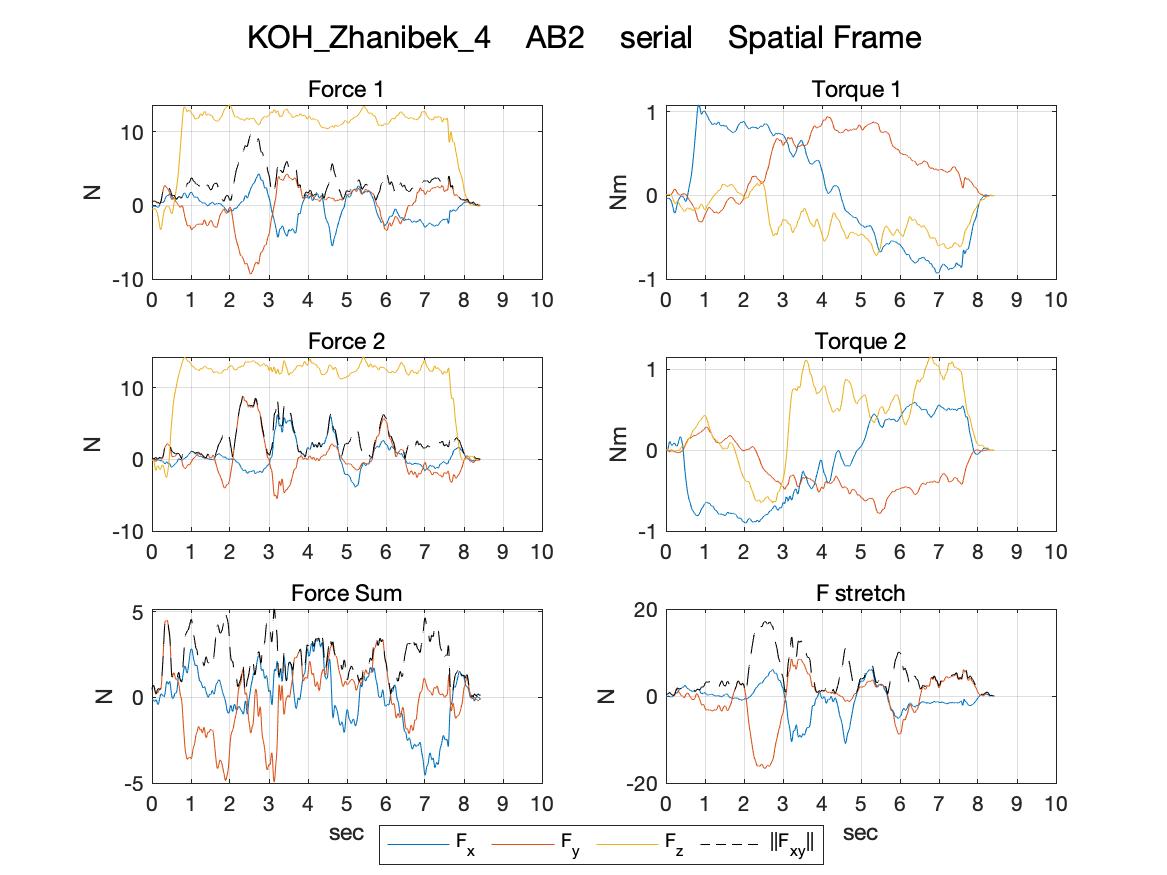 KOH_Zhanibek_4 AB2 serial Spatial Frame
Force 1
10
0
-10
N
0 1 2 3 4 5 6 7 8 9 10
Torque 1
1
0
-1
Nm
0 1 2 3 4 5 6 7 8 9 10
Force 2
10
0
-10
N
0 1 2 3 4 5 6 7 8 9 10
Torque 2
1
0
-1
Nm
0 1 2 3 4 5 6 7 8 9 10
Force Sum
5
0
-5
N
0 1 2 3 4 5 6 7 8 9 10
sec
F stretch
20
0
-20
N
0 1 2 3 4 5 6 7 8 9 10
sec
F_x F_y F_z ||F_xy||